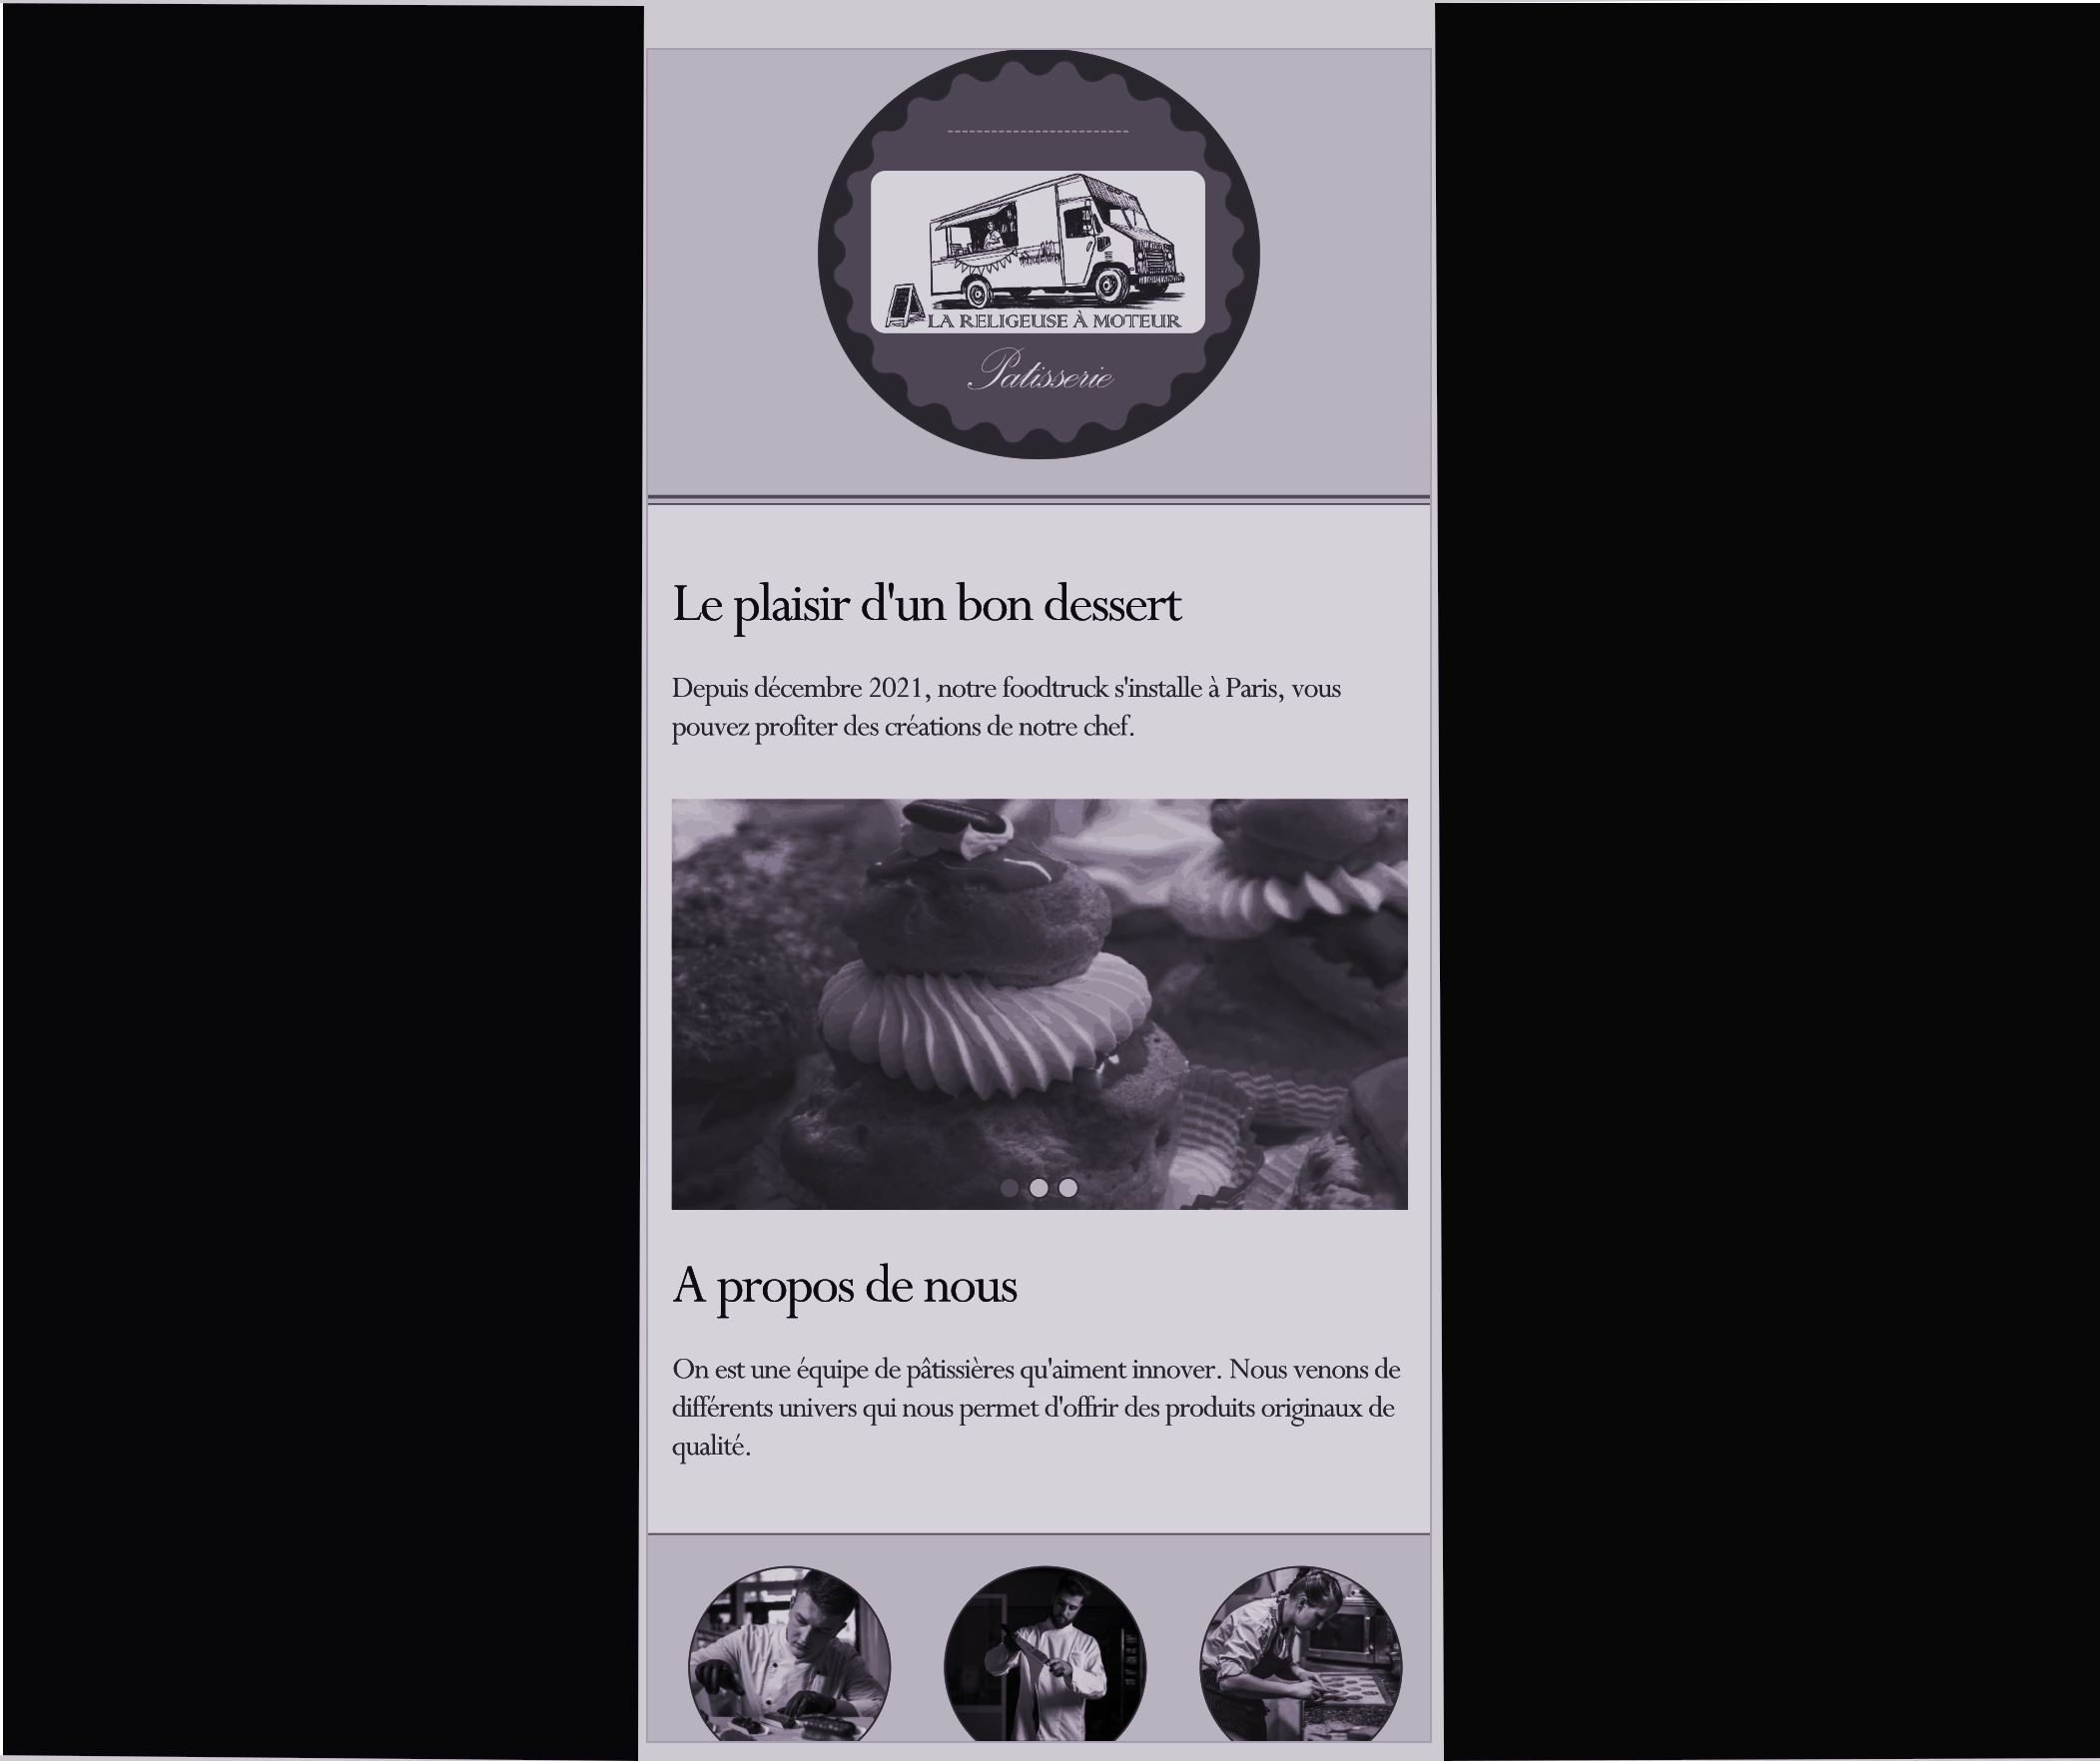 LA RELIGEUSE À MOTEUR
Patisserie
Le plaisir d'un bon dessert
Depuis décembre 2021, notre foodtruck s'installe à Paris, vous
pouvez profiter des créations de notre chef.
A propos de nous
On est une équipe de pâtissières qu'aiment innover. Nous venons de
différents univers qui nous permet d'offrir des produits originaux de
qualité.